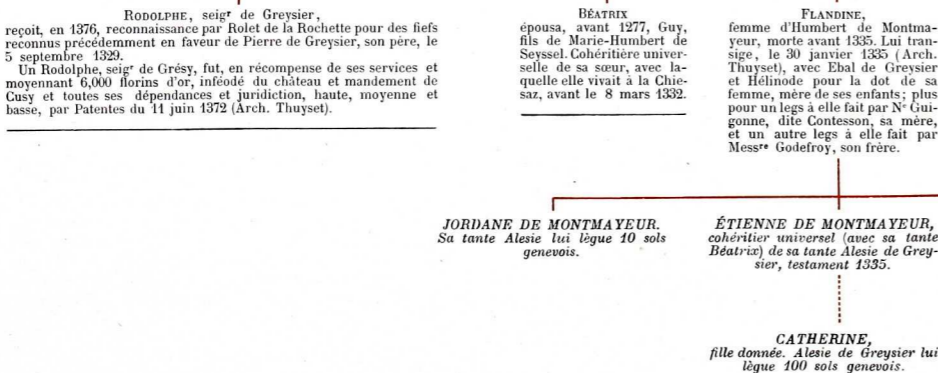 RODOLPHE, seigʳ de Greysier,
reçoit, en 1376, reconnaissance par Rolet de la Rochette pour des fiefs
reconnus précédemment en faveur de Pierre de Greysier, son père, le
5 septembre 1329.
Un Rodolphe, seigʳ de Grésy, fut, en récompense de ses services et
moyennant 6,000 florins d'or, inféodé du château et mandement de
Cusy et toutes ses dépendances et juridiction, haute, moyenne et
basse, par Patentes du 11 juin 1372 (Arch. Thuyset).
BÉATRIX
épousa, avant 1277, Guy,
fils de Marie-Humbert de
Seyssel. Cohéritière univer-
selle de sa sœur, avec la-
quelle elle vivait à la Chie-
saz, avant le 8 mars 1332.
FLANDINE,
femme d'Humbert de Montma-
yeur, morte avant 1335. Lui tran-
sige, le 30 janvier 1335 (Arch.
Thuyset), avec Ebal de Greysier
et Hélinode pour la dot de sa
femme, mère de ses enfants; plus
pour un legs à elle fait par Nᵉ Gui-
gonne, dite Contesson, sa mère,
et un autre legs à elle fait par
Messʳᵉ Godefroy, son frère.
JORDANE DE MONTMAYEUR.
Sa tante Alesie lui lègue 10 sols
genevois.
ÉTIENNE DE MONTMAYEUR,
cohéritier universel (avec sa tante
Béatrix) de sa tante Alesie de Grey-
sier, testament 1335.
CATHERINE,
fille donnée. Alesie de Greysier lui
lègue 100 sols genevois.